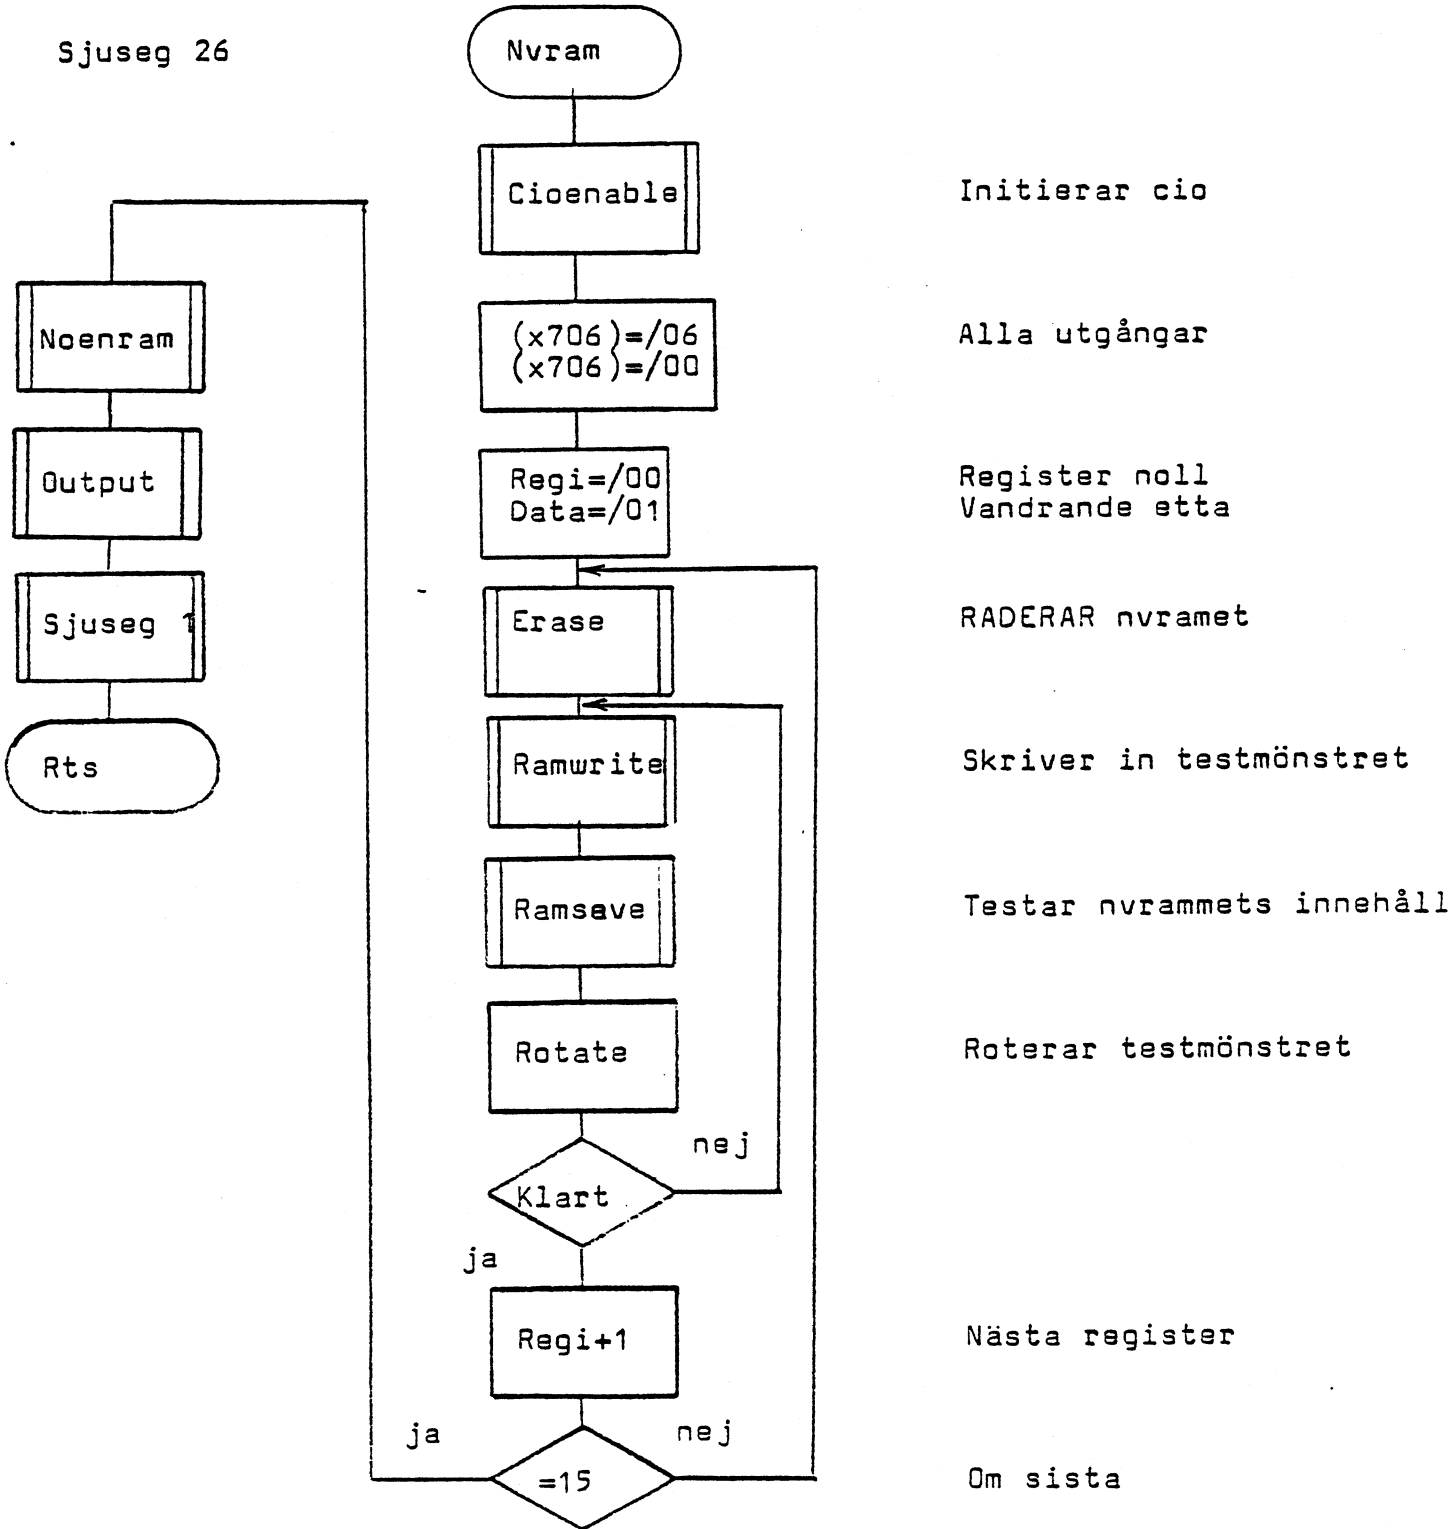 Sjuseg 26
Nvram
Cioenable
Initierar cio
(x706)=/06
(x706)=/00
Alla utgångar
Regi=/00
Data=/01
Register noll
Vandrande etta
Erase
RADERAR nvramet
Ramwrite
Skriver in testmönstret
Ramsave
Testar nvrammets innehåll
Rotate
Roterar testmönstret
Klart
nej
ja
Regi+1
Nästa register
=15
ja
nej
Om sista
Noenram
Output
Sjuseg 1
Rts